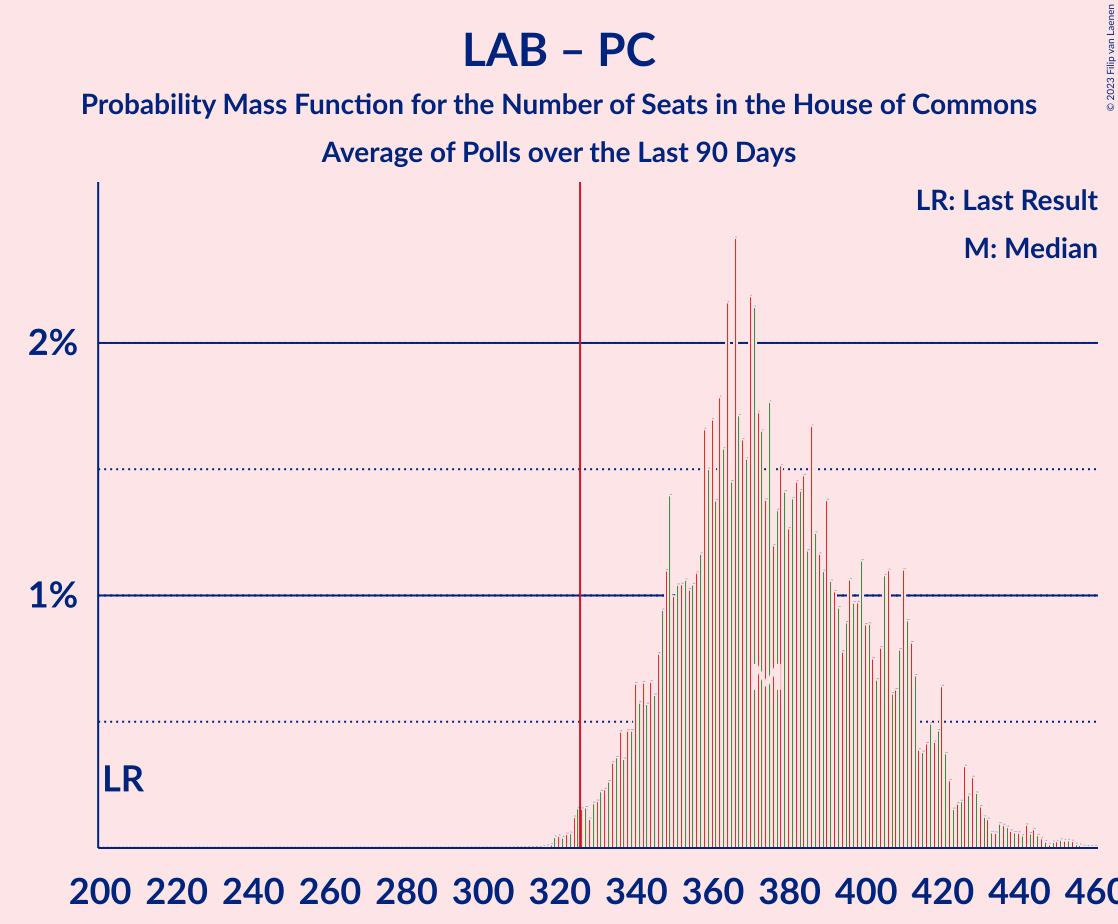 LAB – PC
Probability Mass Function for the Number of Seats in the House of Commons
Average of Polls over the Last 90 Days
© 2023 Filip van Laenen
LR: Last Result
M: Median
2%
1%
LR
M
200 220 240 260 280 300 320 340 360 380 400 420 440 460